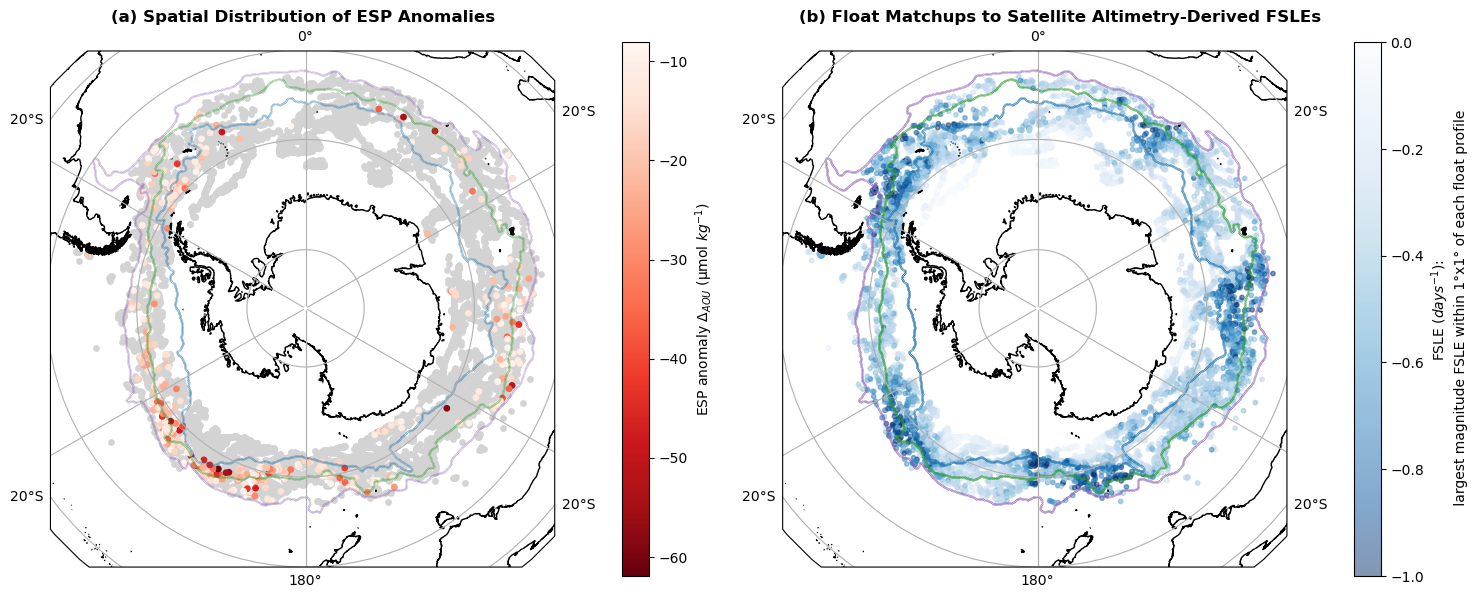 (a) Spatial Distribution of ESP Anomalies
0°
20°S
20°S
20°S
20°S
180°
−10
−20
−30
−40
−50
−60
ESP anomaly Δ_AOU (μmol kg⁻¹)
(b) Float Matchups to Satellite Altimetry-Derived FSLEs
0°
20°S
20°S
20°S
20°S
180°
0.0
−0.2
−0.4
−0.6
−0.8
−1.0
FSLE (days⁻¹):
largest magnitude FSLE within 1°x1° of each float profile